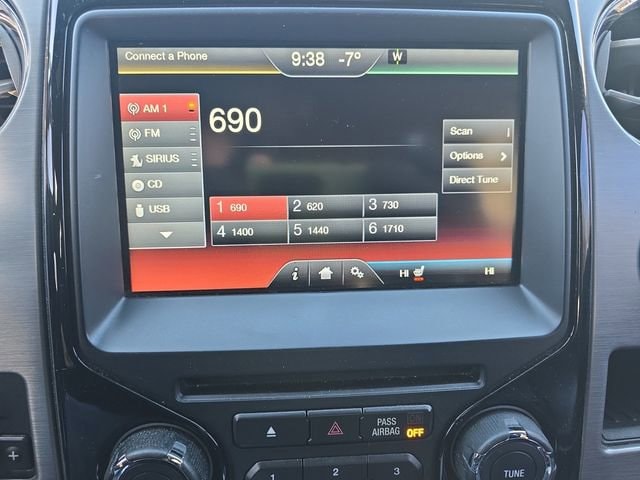 Connect a Phone 9:38 -7° W
AM 1
FM
SIRIUS
CD
USB
690
Scan
Options
Direct Tune
1 690 2 620 3 730
4 1400 5 1440 6 1710
i HI HI
PASS
AIRBAG OFF
1 2 3
TUNE